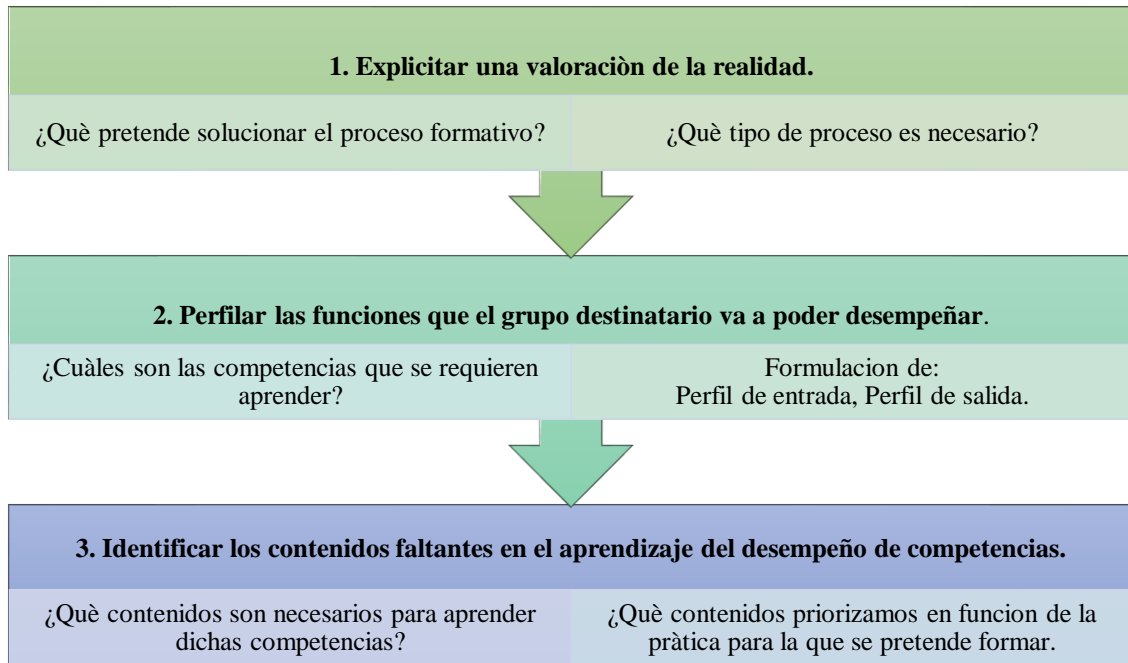 1. Explicitar una valoraciòn de la realidad.
¿Què pretende solucionar el proceso formativo?
¿Què tipo de proceso es necesario?
2. Perfilar las funciones que el grupo destinatario va a poder desempeñar.
¿Cuàles son las competencias que se requieren
aprender?
Formulacion de:
Perfil de entrada, Perfil de salida.
3. Identificar los contenidos faltantes en el aprendizaje del desempeño de competencias.
¿Què contenidos son necesarios para aprender
dichas competencias?
¿Què contenidos priorizamos en funcion de la
pràtica para la que se pretende formar.